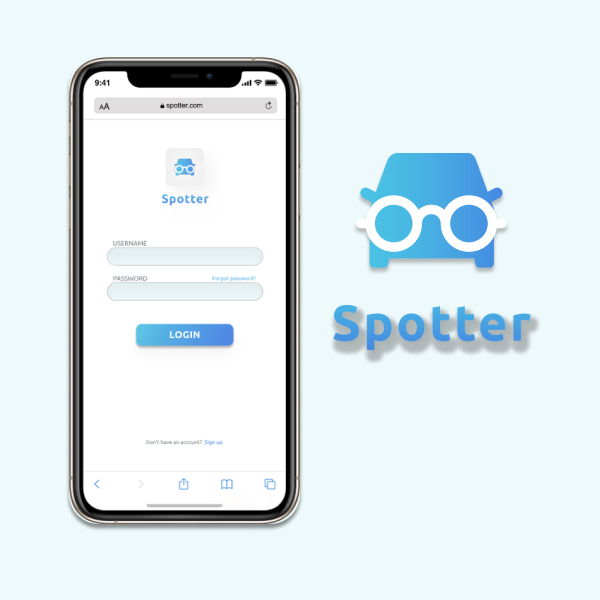 9:41
AA spotter.com
Spotter
USERNAME
PASSWORD Forgot password?
LOGIN
Don't have an account? Sign up
Spotter